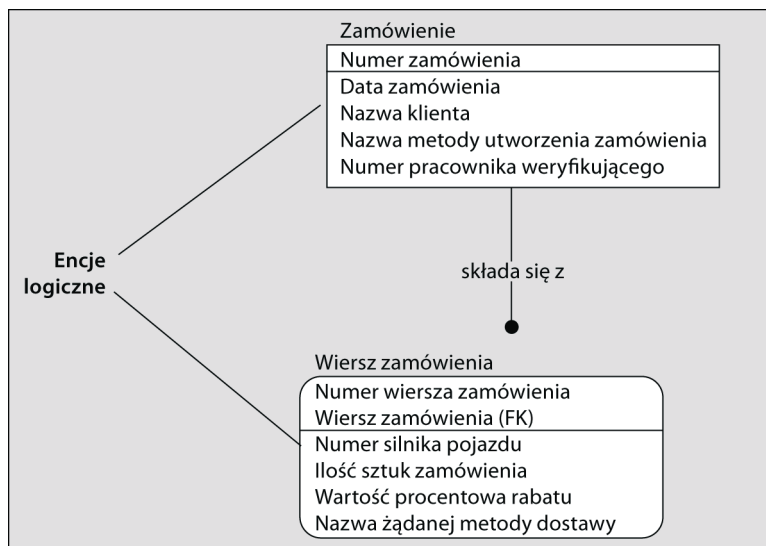 Zamówienie
Numer zamówienia
Data zamówienia
Nazwa klienta
Nazwa metody utworzenia zamówienia
Numer pracownika weryfikującego
Encje
logiczne
składa się z
Wiersz zamówienia
Numer wiersza zamówienia
Wiersz zamówienia (FK)
Numer silnika pojazdu
Ilość sztuk zamówienia
Wartość procentowa rabatu
Nazwa żądanej metody dostawy